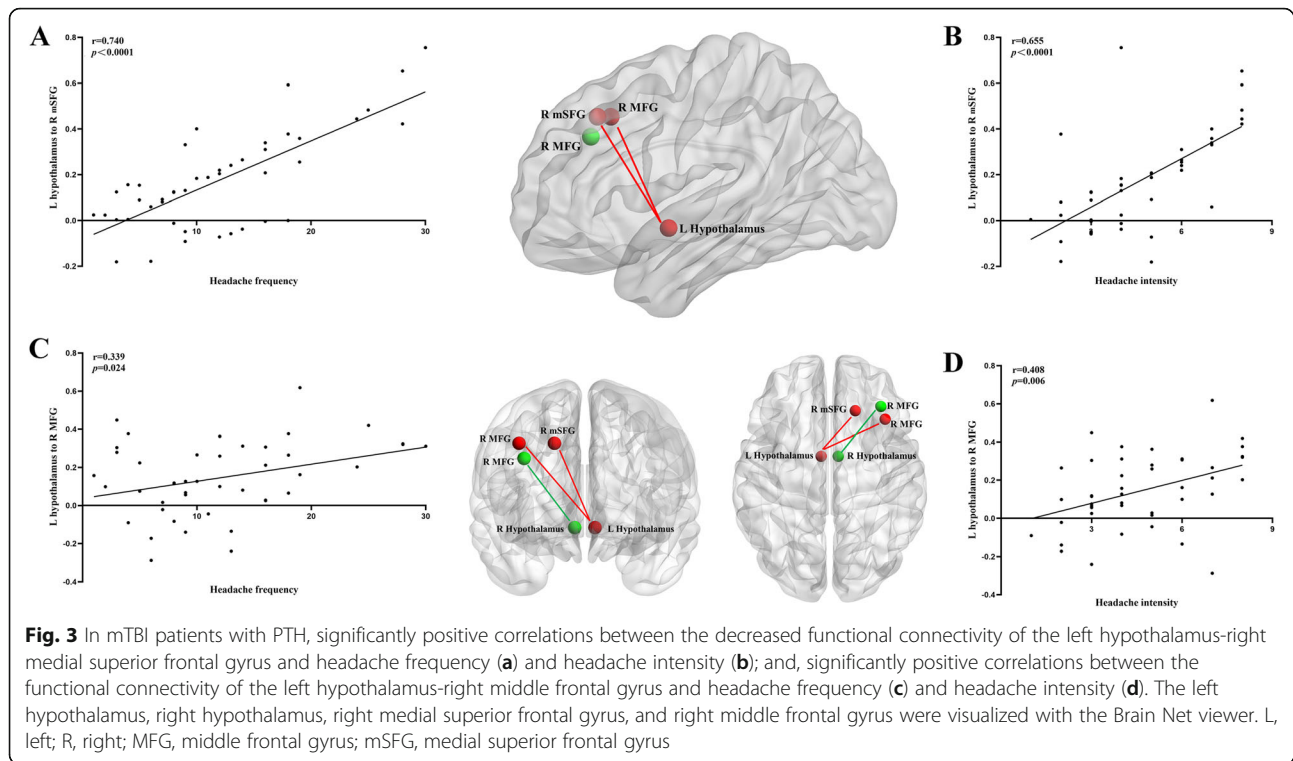 A
r=0.740
p<0.0001
L hypothalamus to R mSFG
0.8
0.6
0.4
0.2
0.0
-0.2
10
20
30
Headache frequency
R mSFG
R MFG
R MFG
L Hypothalamus
B
r=0.655
p<0.0001
L hypothalamus to R mSFG
0.8
0.6
0.4
0.2
0.0
-0.2
3
6
9
Headache intensity
C
r=0.339
p=0.024
L hypothalamus to R MFG
0.8
0.6
0.4
0.2
0.0
-0.2
-0.4
10
20
30
Headache frequency
R MFG
R mSFG
R MFG
R Hypothalamus
L Hypothalamus
R mSFG
R MFG
R MFG
L Hypothalamus
R Hypothalamus
D
r=0.408
p=0.006
L hypothalamus to R MFG
0.8
0.6
0.4
0.2
0.0
-0.2
-0.4
3
6
9
Headache intensity
Fig. 3 In mTBI patients with PTH, significantly positive correlations between the decreased functional connectivity of the left hypothalamus-right
medial superior frontal gyrus and headache frequency (a) and headache intensity (b); and, significantly positive correlations between the
functional connectivity of the left hypothalamus-right middle frontal gyrus and headache frequency (c) and headache intensity (d). The left
hypothalamus, right hypothalamus, right medial superior frontal gyrus, and right middle frontal gyrus were visualized with the Brain Net viewer. L,
left; R, right; MFG, middle frontal gyrus; mSFG, medial superior frontal gyrus